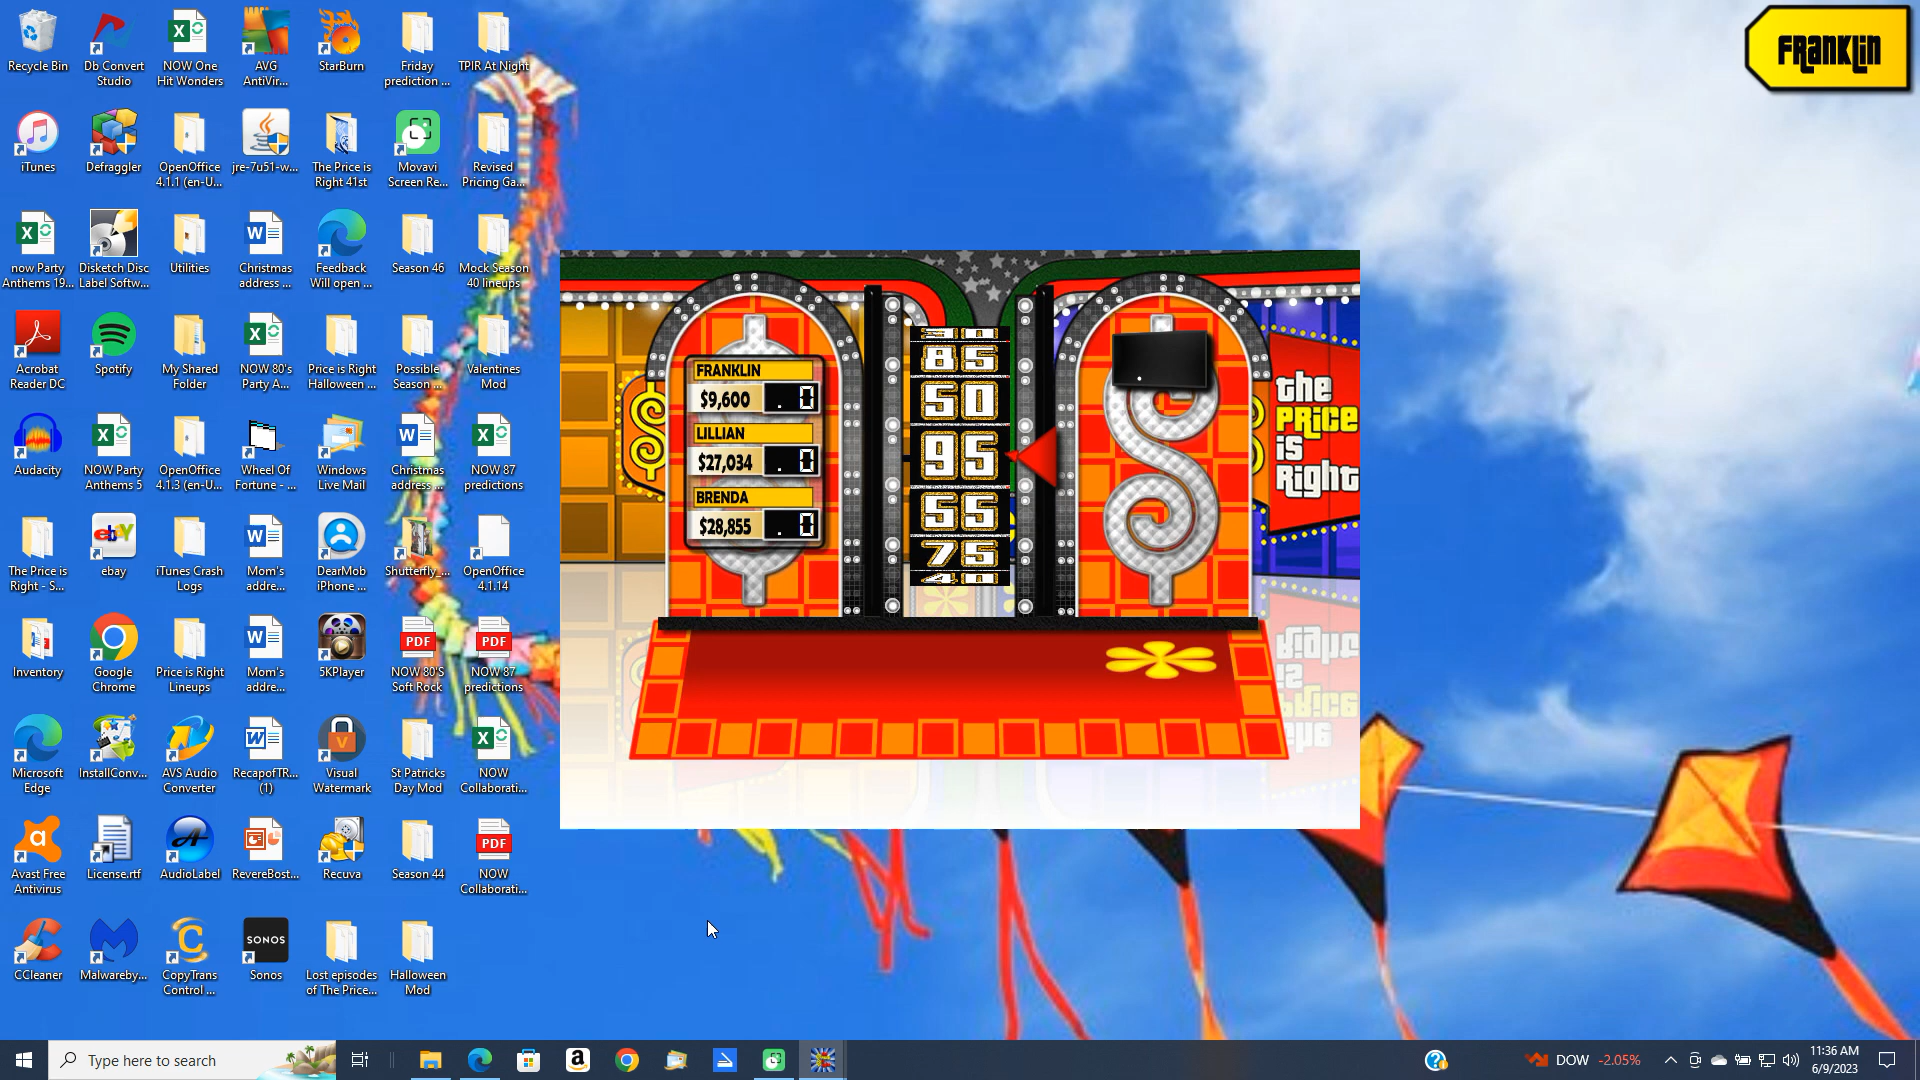 Recycle Bin
Db Convert
Studio
NOW One
Hit Wonders
AVG
AntiVir...
StarBurn
Friday
prediction ...
TPIR At Night
iTunes
Defraggler
OpenOffice
4.1.1 (en-U...
jre-7u51-w...
The Price is
Right 41st
Movavi
Screen Re...
Revised
Pricing Ga...
now Party
Anthems 19...
Disketch Disc
Label Softw...
Utilities
Christmas
address ...
Feedback
Will open ...
Season 46
Mock Season
40 lineups
Acrobat
Reader DC
Spotify
My Shared
Folder
NOW 80's
Party A...
Price is Right
Halloween ...
Possible
Season ...
Valentines
Mod
Audacity
NOW Party
Anthems 5
OpenOffice
4.1.3 (en-U...
Wheel Of
Fortune - ...
Windows
Live Mail
Christmas
address ...
NOW 87
predictions
The Price is
Right - S...
ebay
ebay
iTunes Crash
Logs
Mom's
addre...
DearMob
iPhone ...
Shutterfly_...
OpenOffice
4.1.14
Inventory
Google
Chrome
Price is Right
Lineups
Mom's
addre...
5KPlayer
PDF
NOW 80'S
Soft Rock
PDF
NOW 87
predictions
Microsoft
Edge
InstallConv...
AVS Audio
Converter
RecapofTR...
(1)
Visual
Watermark
St Patricks
Day Mod
NOW
Collaborati...
Avast Free
Antivirus
License.rtf
AudioLabel
RevereBost...
Recuva
Season 44
PDF
NOW
Collaborati...
CCleaner
Malwareby...
CopyTrans
Control ...
SONOS
Sonos
Lost episodes
of The Price...
Halloween
Mod
FRANKLIN
FRANKLIN
$9,600 . 0
LILLIAN
$27,034 . 0
BRENDA
$28,855 . 0
85
50
95
55
75
the
PRICE
is
Right
Type here to search
DOW -2.05%
11:36 AM
6/9/2023